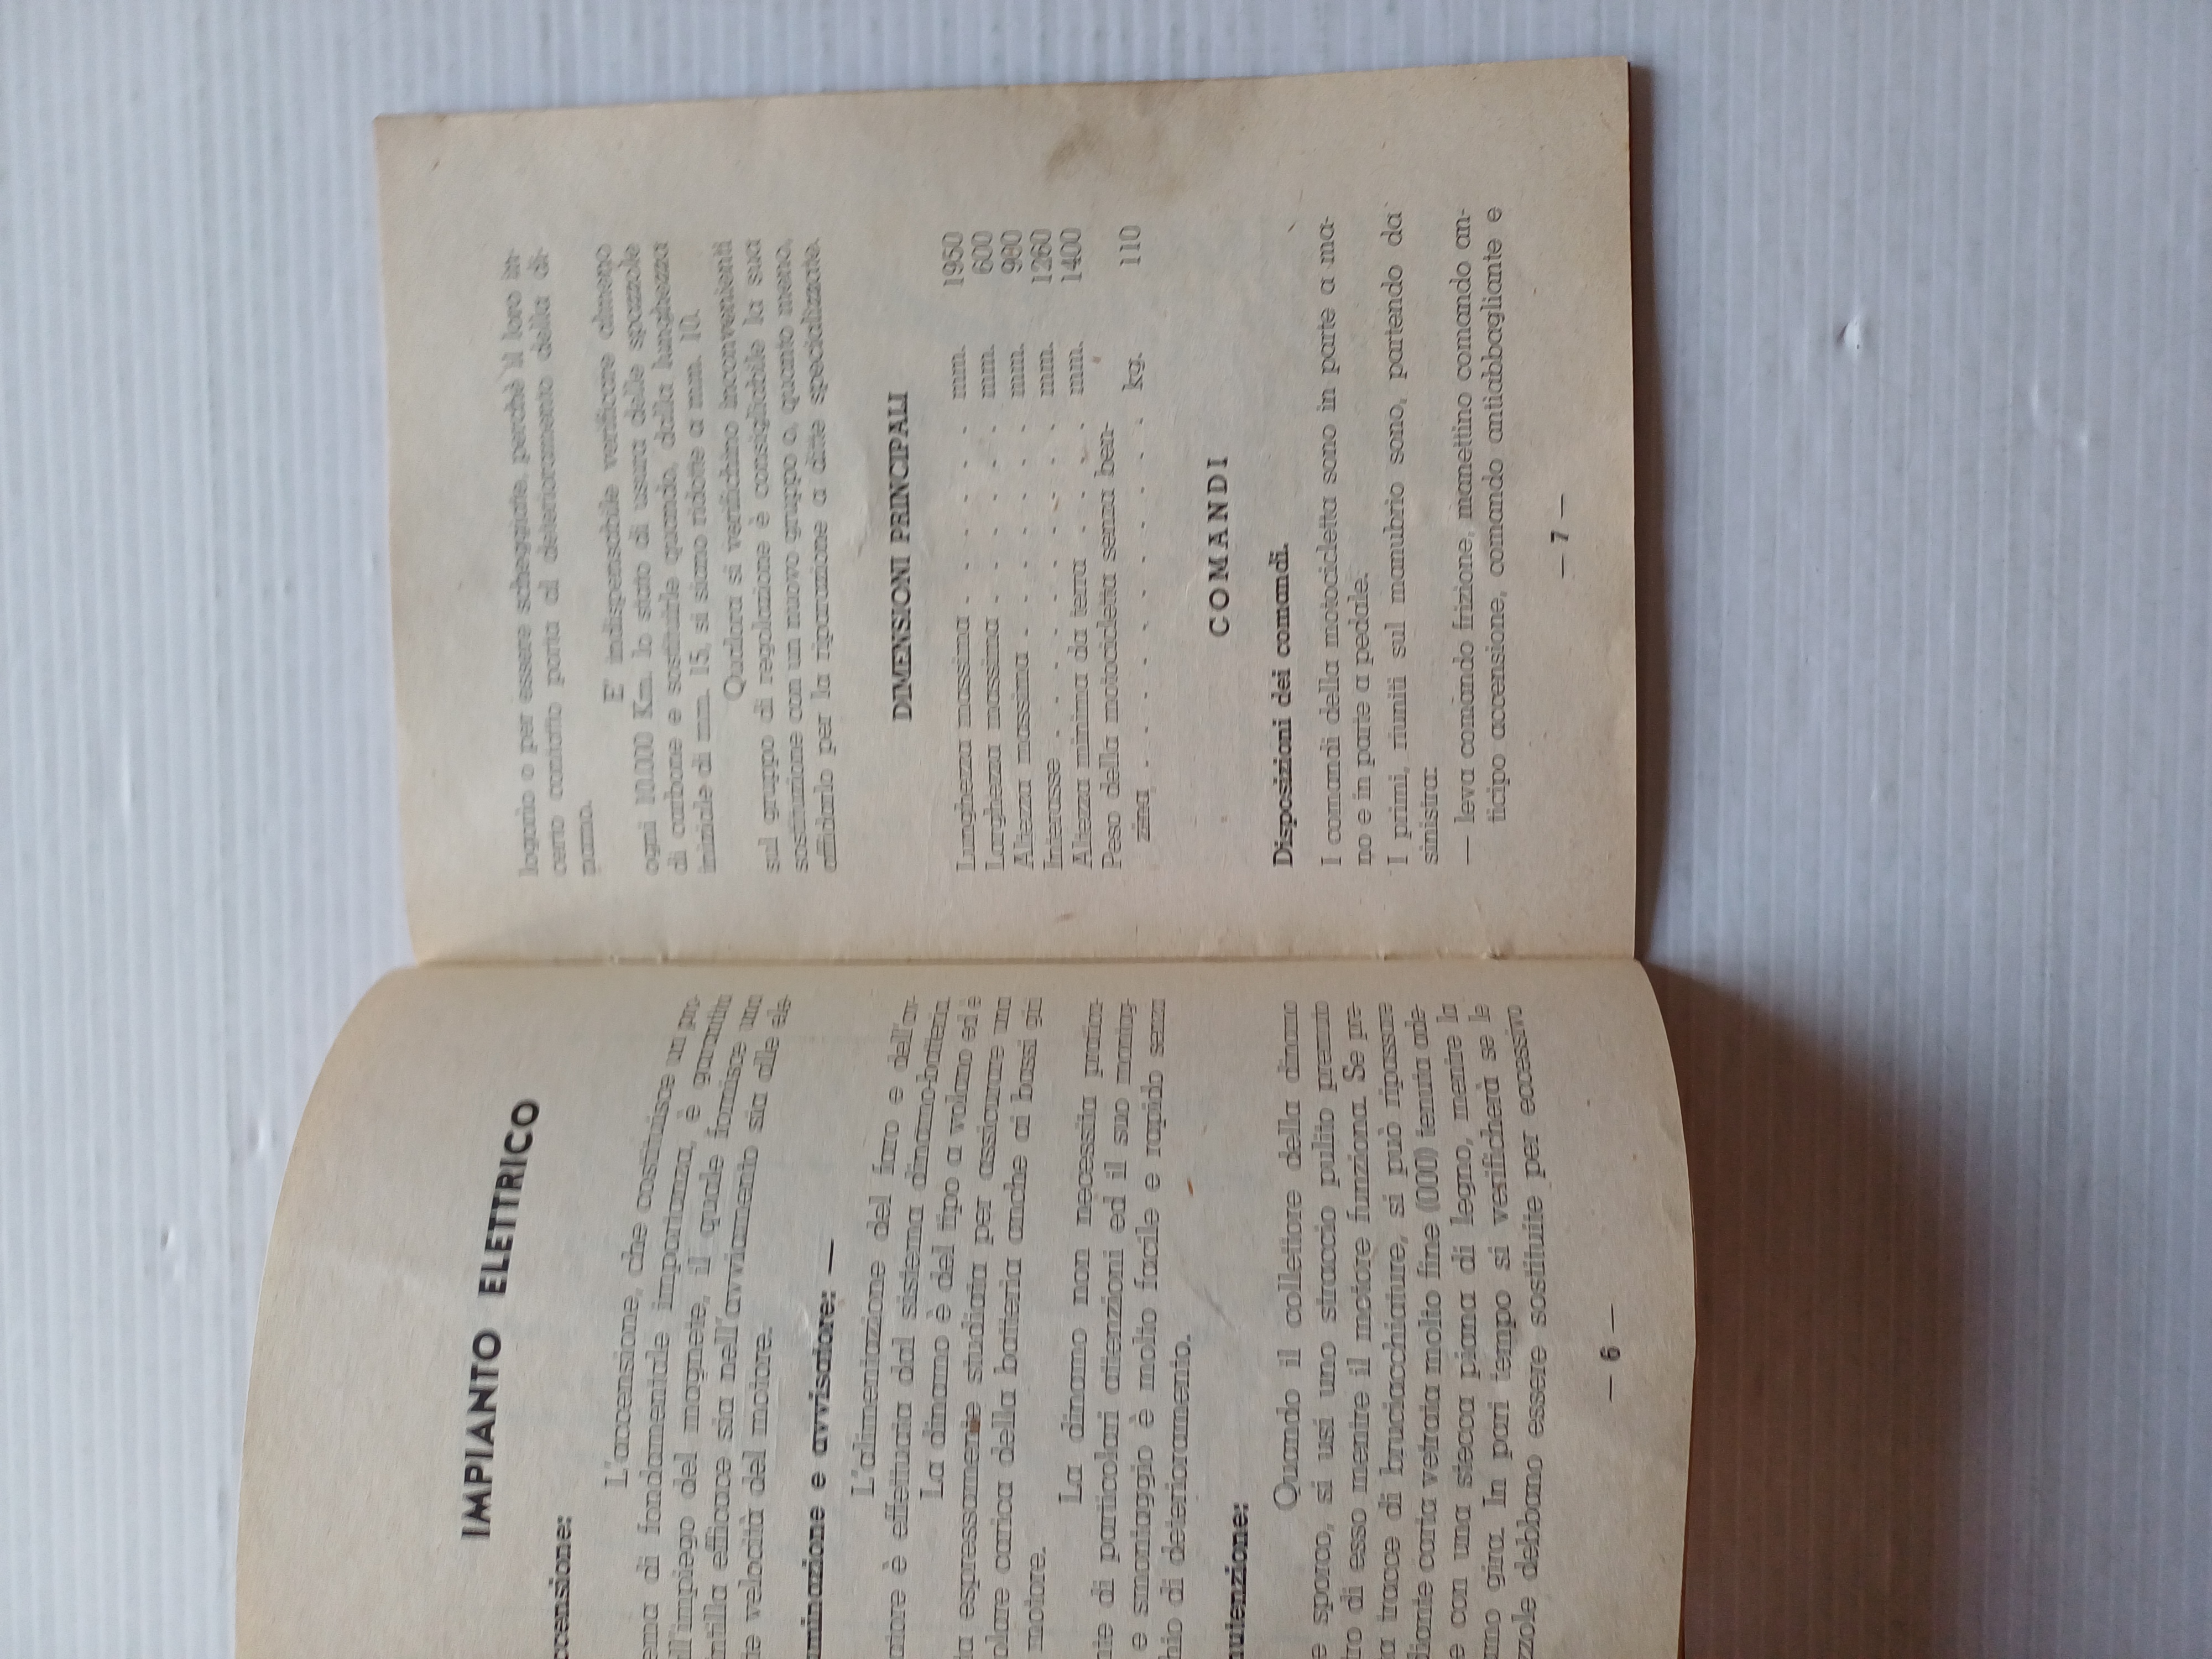 IMPIANTO ELETTRICO
ccensione:
L'accensione, che costituisce un pro-
ema di fondamentale importanza, è garantita
ll'impiego del magnete, il quale fornisce un
ntilla efficace sia nell'avviamento sia alle ele-
te velocità del motore.
uminazione e avvisatore: —
L'alimentazione del faro e dell'av-
atore è effettuata dal sistema dinamo-batteria.
La dinamo è del tipo a volano ed è
ta espressamente studiata per assicurare una
olare carica della batteria anche ai bassi giri
motore.
La dinamo non necessita pratica-
nte di particolari attenzioni ed il suo montag-
e smontaggio è molto facile e rapido senza
hio di deterioramento.
nutenzione:
Quando il collettore della dinamo
e sporco, si usi uno straccio pulito premuto
tro di esso mentre il motore funziona. Se pre-
a tracce di bruciacchiature, si può ripassare
diante carta vetrata molto fine (000) tenuta ade-
e con una stecca piana di legno, mentre la
amo gira. In pari tempo si verificherà se le
zzole debbano essere sostituite per eccessivo
— 6 —
logorio o per essere scheggiate, perchè il loro in-
certo contatto porta al deterioramento della di-
namo.
E' indispensabile verificare almeno
ogni 10.000 Km. lo stato di usura delle spazzole
di carbone e sostituirle quando, dalla lunghezza
iniziale di mm. 15, si siano ridotte a mm. 10.
Qualora si verifichino inconvenienti
sul gruppo di regolazione è consigliabile la sua
sostituzione con un nuovo gruppo o, quanto meno,
affidarlo per la riparazione a ditte specializzate.
DIMENSIONI PRINCIPALI
Lunghezza massima . . . . . . . mm. 1950
Larghezza massima . . . . . . . mm. 600
Altezza massima . . . . . . . . mm. 980
Interasse . . . . . . . . . . mm. 1260
Altezza minima da terra . . . . . mm. 1400
Peso della motocicletta senza ben-
zina . . . . . . . . . . . . kg. 110
COMANDI
Disposizioni dei comandi.
I comandi della motocicletta sono in parte a ma-
no e in parte a pedale.
I primi, riuniti sul manubrio sono, partendo da
sinistra:
— leva comando frizione, manettino comando an-
ticipo accensione, comando antiabbagliante e
— 7 —